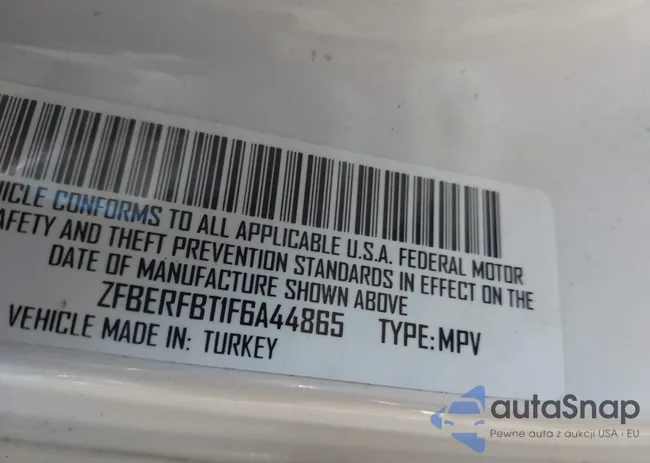 HICLE CONFORMS TO ALL APPLICABLE U.S.A. FEDERAL MOTOR
AFETY AND THEFT PREVENTION STANDARDS IN EFFECT ON THE
DATE OF MANUFACTURE SHOWN ABOVE
ZFBERFBT1F6A44865 TYPE: MPV
VEHICLE MADE IN: TURKEY
autaSnap
Pewne auta z aukcji USA i EU